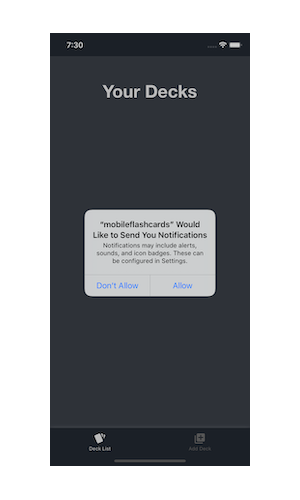 7:30
Your Decks
“mobileflashcards” Would
Like to Send You Notifications
Notifications may include alerts,
sounds, and icon badges. These can
be configured in Settings.
Don't Allow
Allow
Deck List
Add Deck